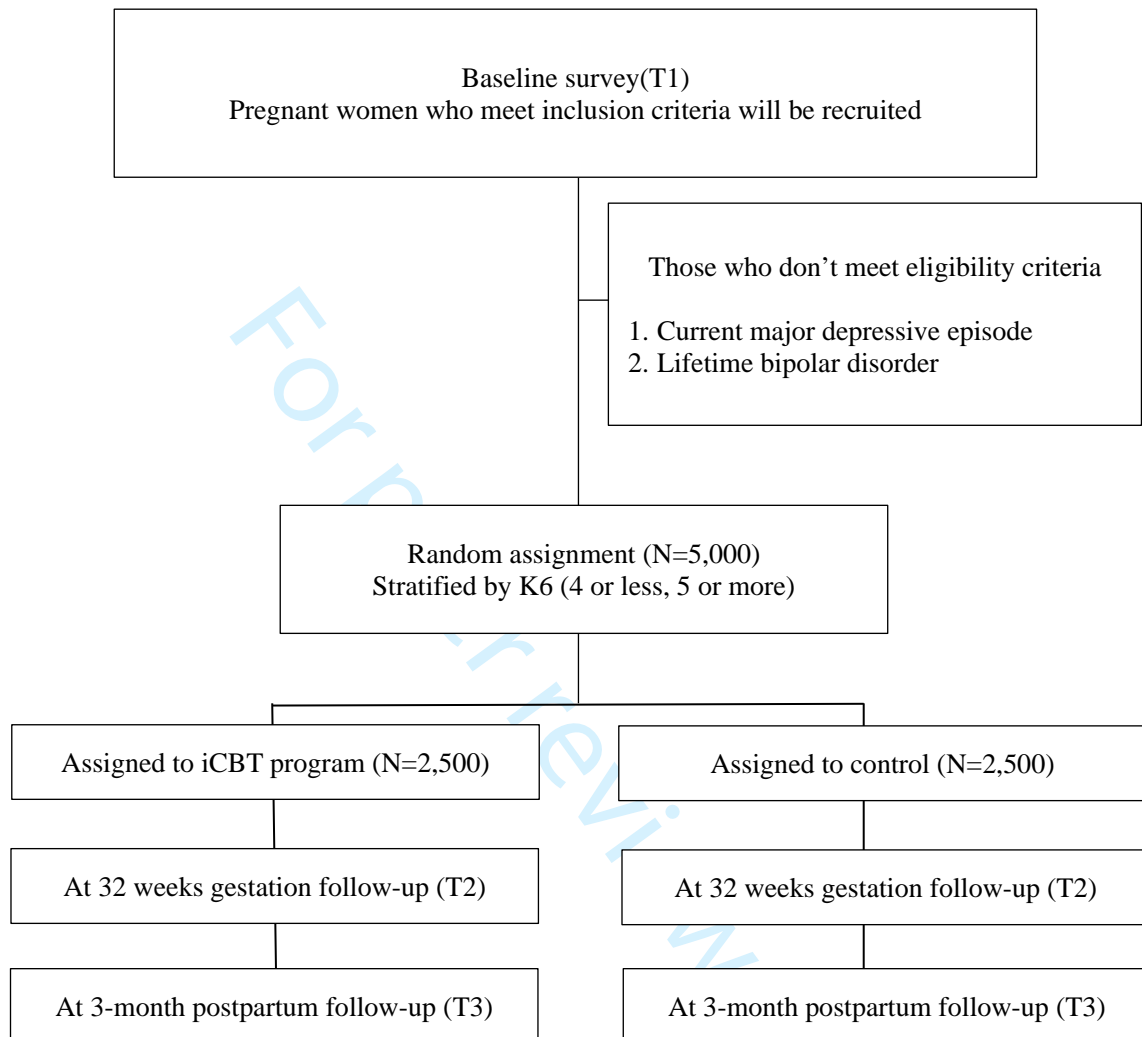 Baseline survey(T1)
Pregnant women who meet inclusion criteria will be recruited
Those who don’t meet eligibility criteria
1. Current major depressive episode
2. Lifetime bipolar disorder
Random assignment (N=5,000)
Stratified by K6 (4 or less, 5 or more)
Assigned to iCBT program (N=2,500)
Assigned to control (N=2,500)
At 32 weeks gestation follow-up (T2)
At 32 weeks gestation follow-up (T2)
At 3-month postpartum follow-up (T3)
At 3-month postpartum follow-up (T3)
For